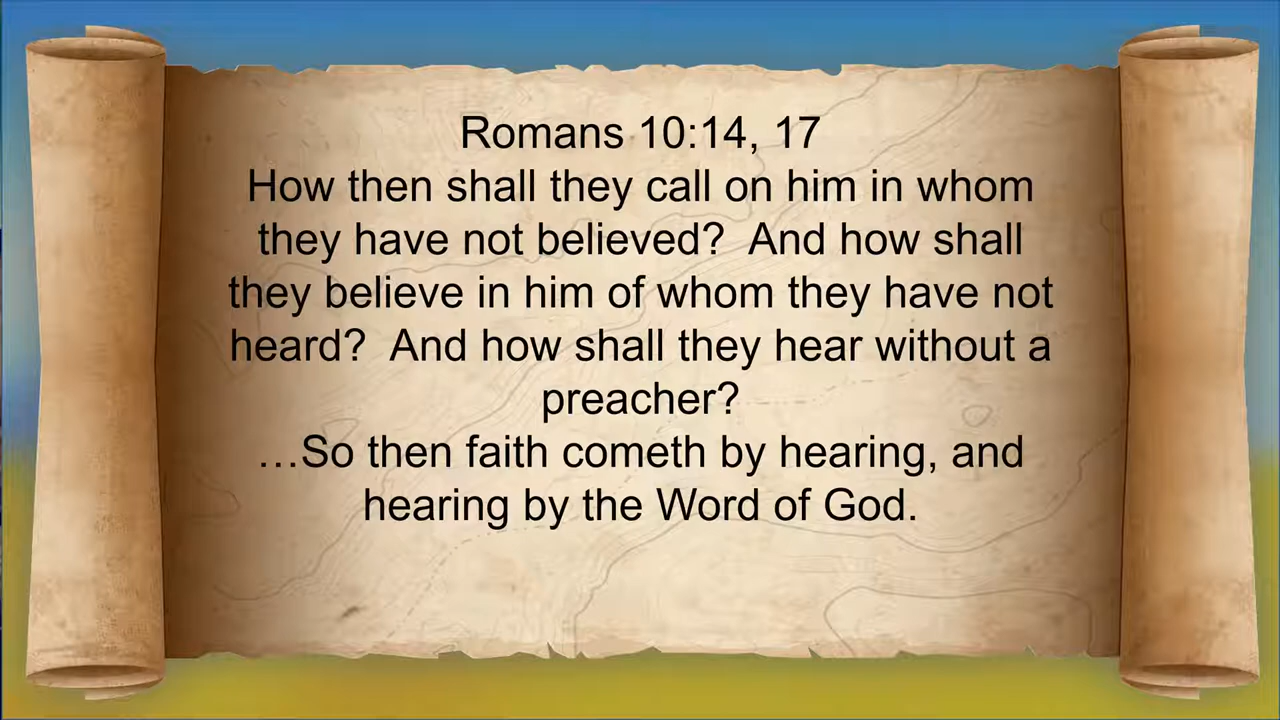 Romans 10:14, 17
How then shall they call on him in whom
they have not believed?  And how shall
they believe in him of whom they have not
heard?  And how shall they hear without a
preacher?
…So then faith cometh by hearing, and
hearing by the Word of God.